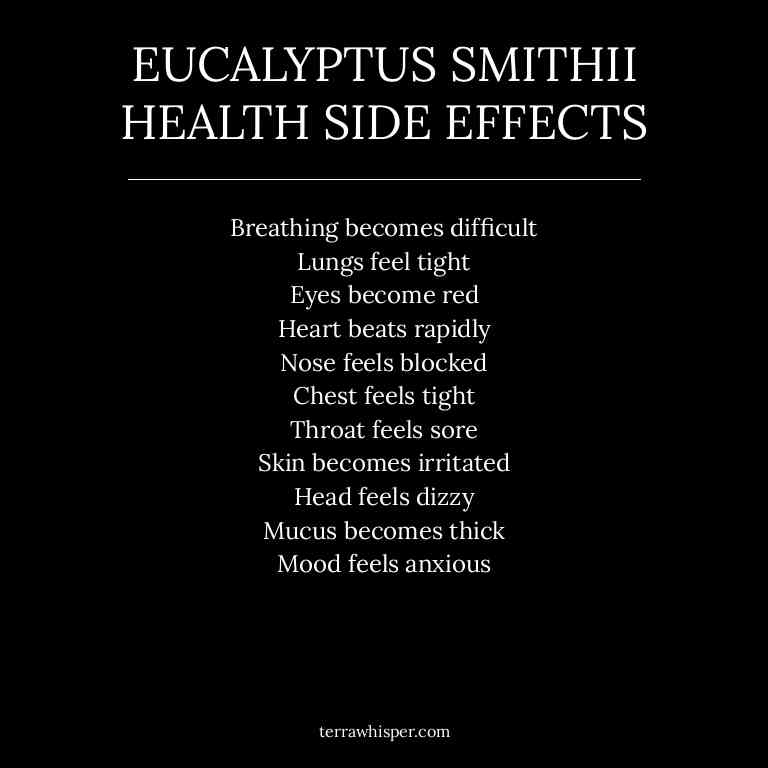 EUCALYPTUS SMITHII
HEALTH SIDE EFFECTS
Breathing becomes difficult
Lungs feel tight
Eyes become red
Heart beats rapidly
Nose feels blocked
Chest feels tight
Throat feels sore
Skin becomes irritated
Head feels dizzy
Mucus becomes thick
Mood feels anxious
terrawhisper.com